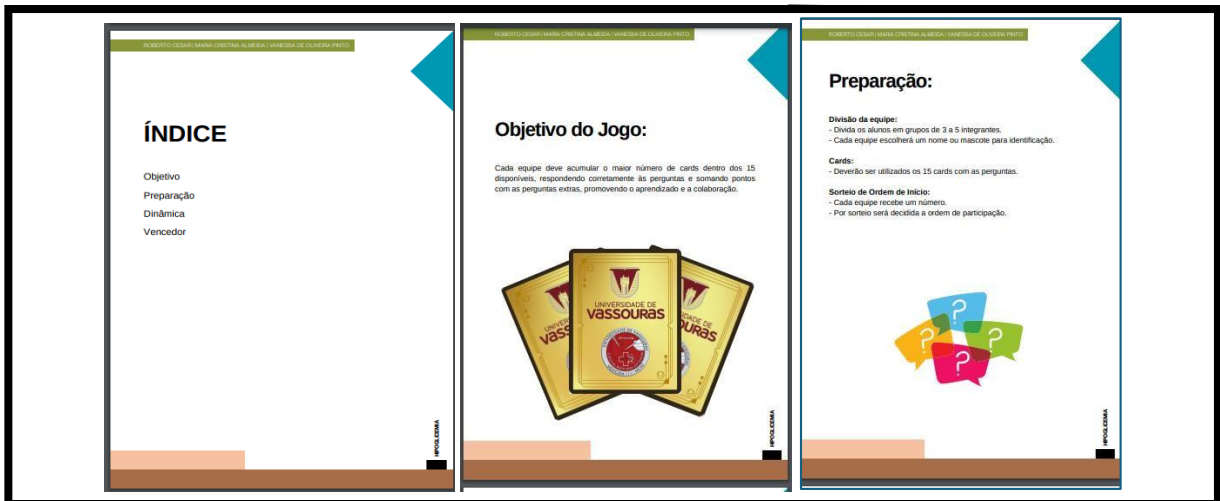 ROBERTO CESAR | MARIA CRISTINA ALMEIDA | VANESSA DE OLIVEIRA PINTO
ÍNDICE
Objetivo
Preparação
Dinâmica
Vencedor
HIPOGLICEMIA
ROBERTO CESAR | MARIA CRISTINA ALMEIDA | VANESSA DE OLIVEIRA PINTO
Objetivo do Jogo:
Cada equipe deve acumular o maior número de cards dentro dos 15
disponíveis, respondendo corretamente às perguntas e somando pontos
com as perguntas extras, promovendo o aprendizado e a colaboração.
UNIVERSIDADE DE
VASSOURAS
HIPOGLICEMIA
ROBERTO CESAR | MARIA CRISTINA ALMEIDA | VANESSA DE OLIVEIRA PINTO
Preparação:
Divisão da equipe:
- Divida os alunos em grupos de 3 a 5 integrantes.
- Cada equipe escolherá um nome ou mascote para identificação.
Cards:
- Deverão ser utilizados os 15 cards com as perguntas.
Sorteio de Ordem de Início:
- Cada equipe recebe um número.
- Por sorteio será decidida a ordem de participação.
? ? ? ?
HIPOGLICEMIA